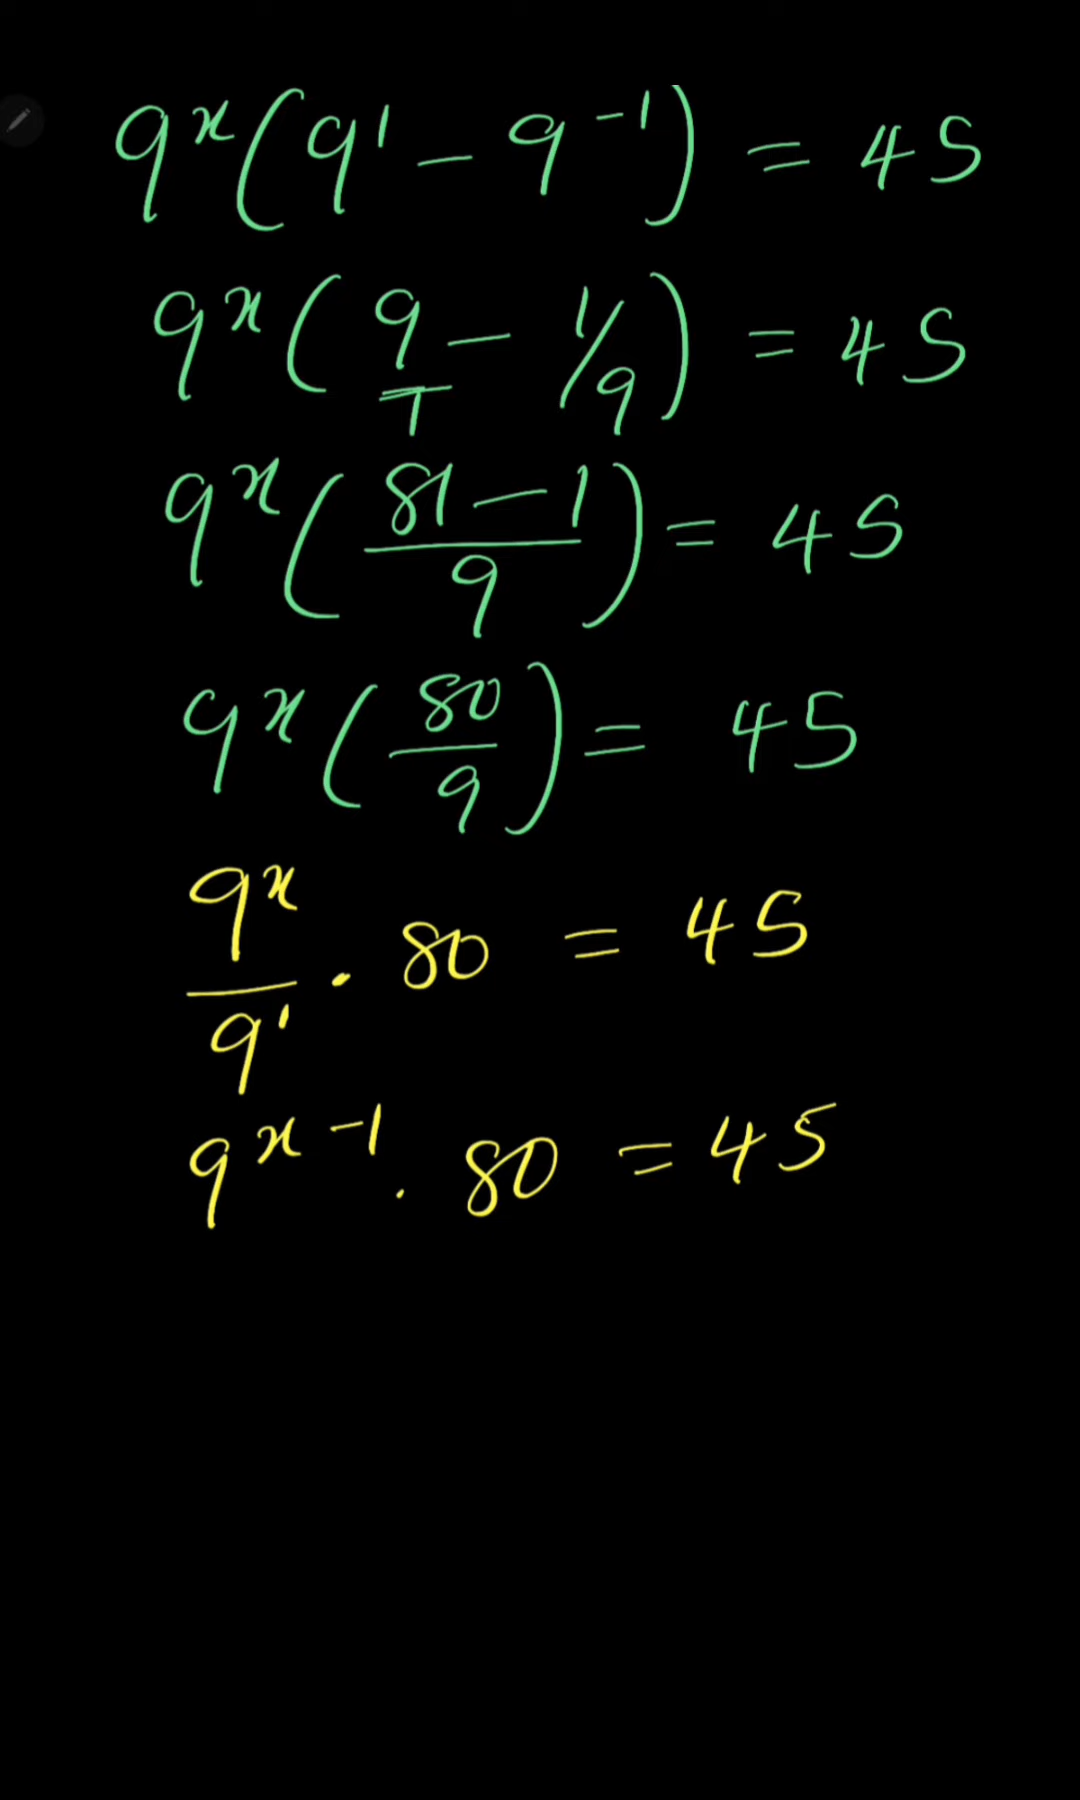 9^x(9^1 - 9^-1) = 45
9^x(9/1 - 1/9) = 45
9^x((81-1)/9) = 45
9^x(80/9) = 45
9^x/9^1 . 80 = 45
9^x-1 . 80 = 45